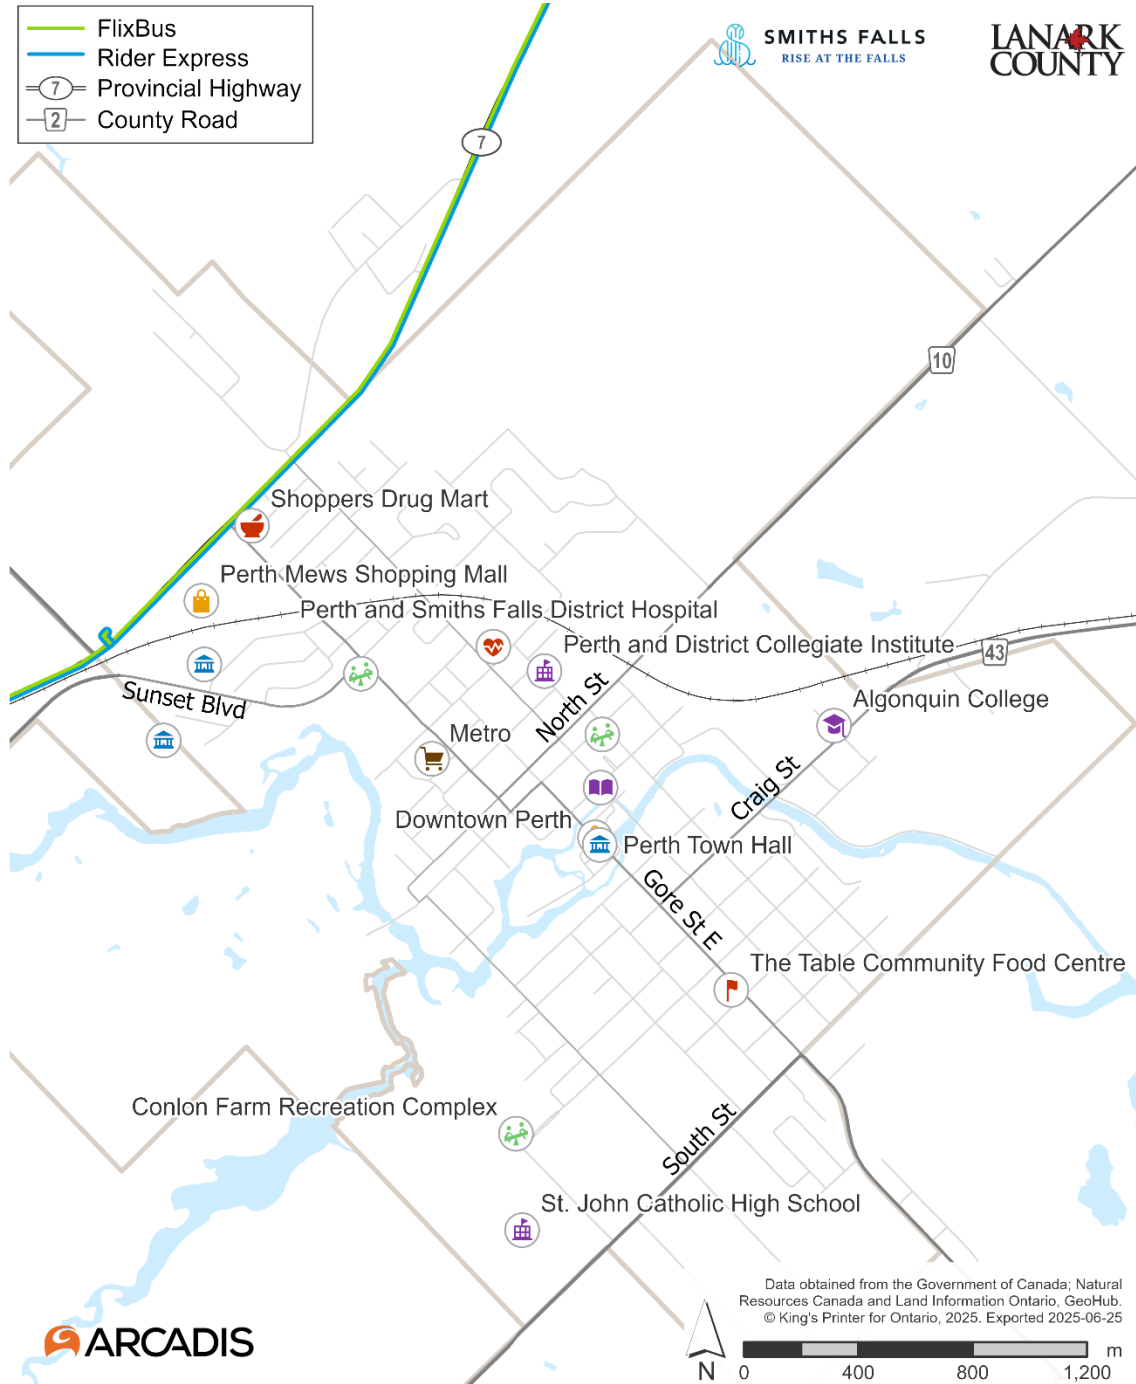 FlixBus
Rider Express
7 Provincial Highway
2 County Road
SMITHS FALLS
RISE AT THE FALLS
LANARK
COUNTY
7
10
Shoppers Drug Mart
Perth Mews Shopping Mall
Perth and Smiths Falls District Hospital
Perth and District Collegiate Institute
43
Sunset Blvd
North St
Algonquin College
Metro
Craig St
Downtown Perth
Perth Town Hall
Gore St E
The Table Community Food Centre
Conlon Farm Recreation Complex
South St
St. John Catholic High School
Data obtained from the Government of Canada; Natural
Resources Canada and Land Information Ontario, GeoHub.
© King's Printer for Ontario, 2025. Exported 2025-06-25
ARCADIS
N
m
0 400 800 1,200